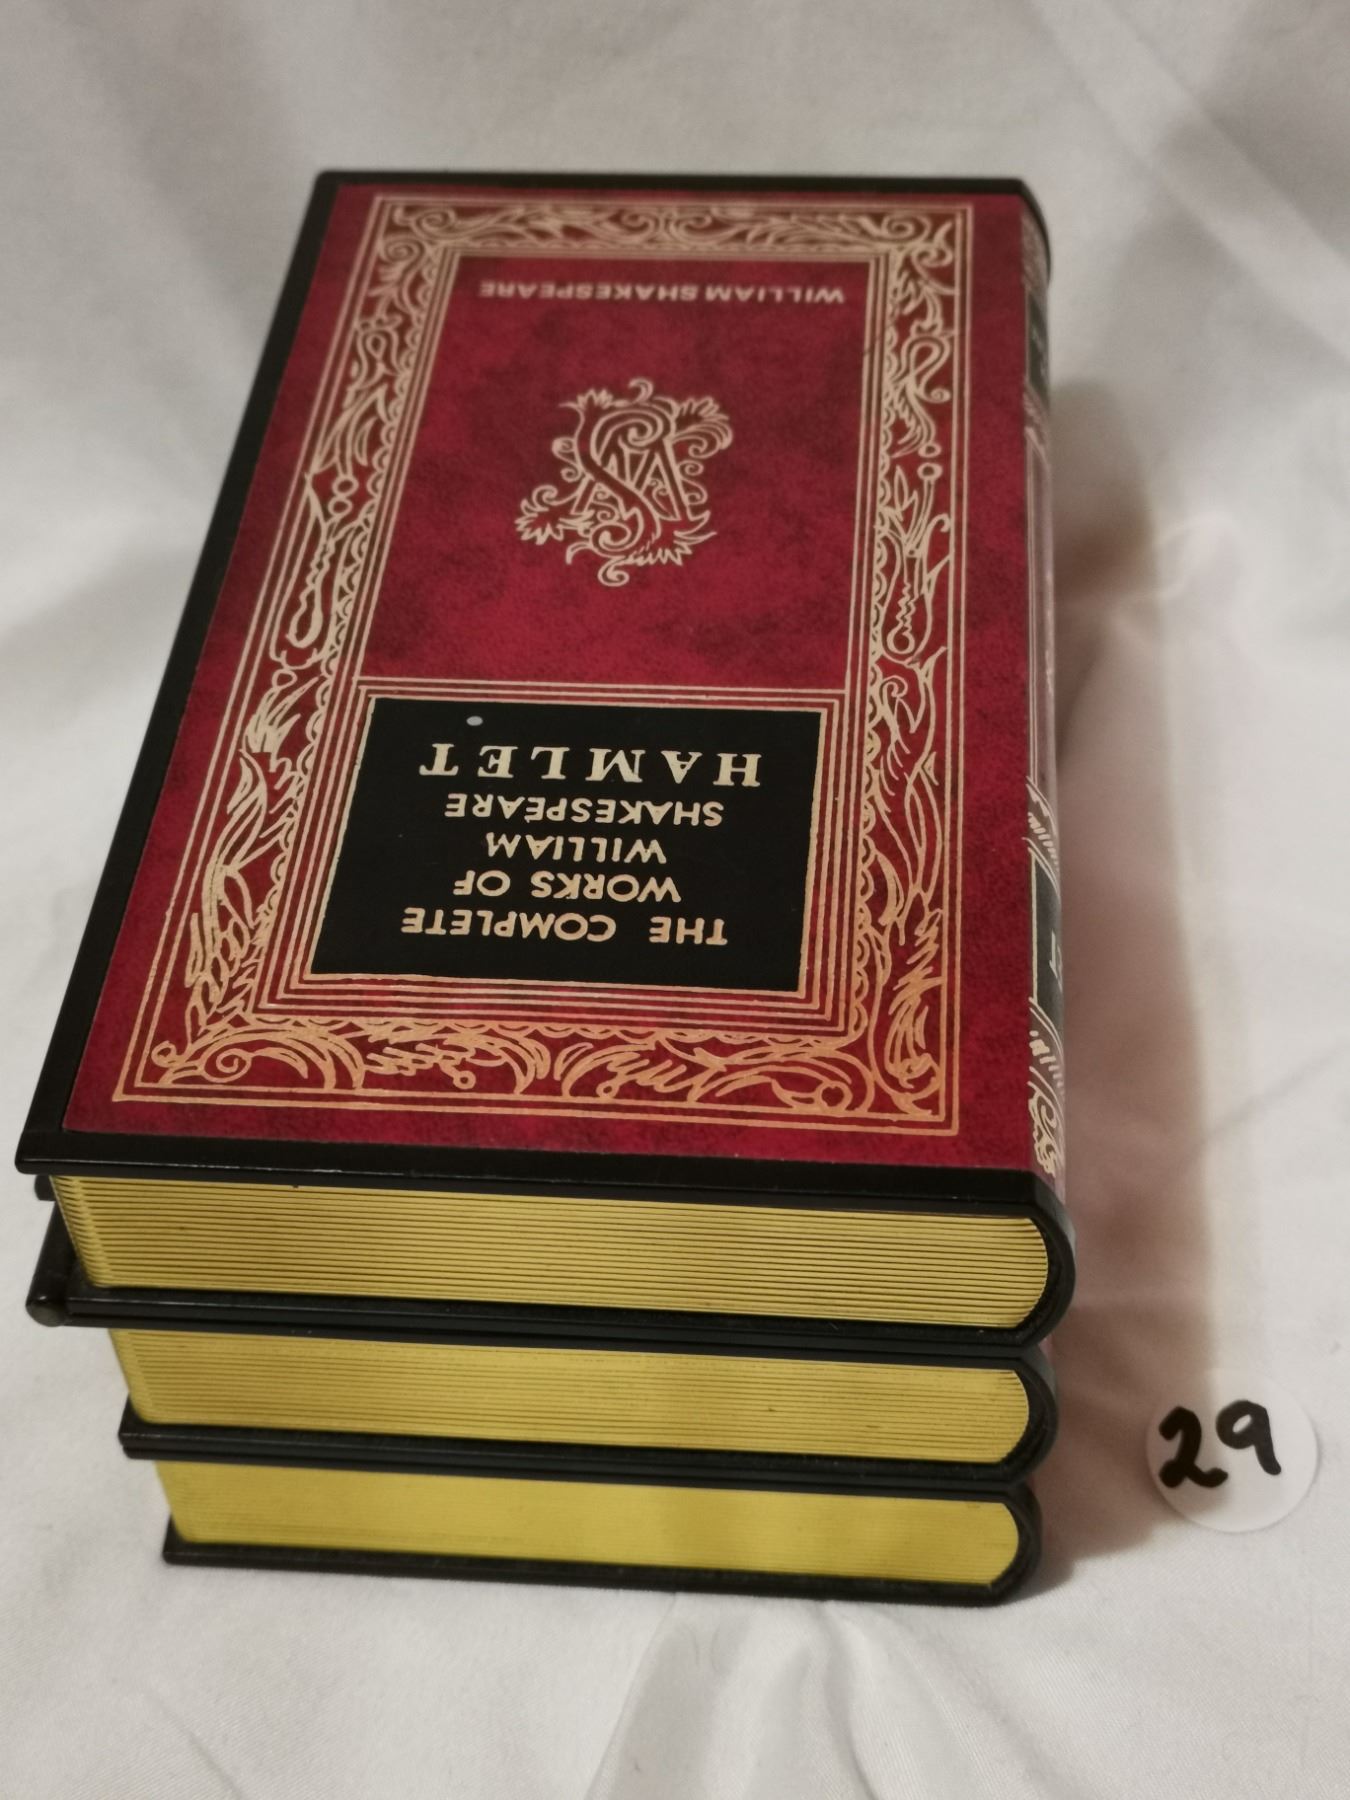 THE COMPLETE
WORKS OF
WILLIAM
SHAKESPEARE
HAMLET
WILLIAM SHAKESPEARE
29